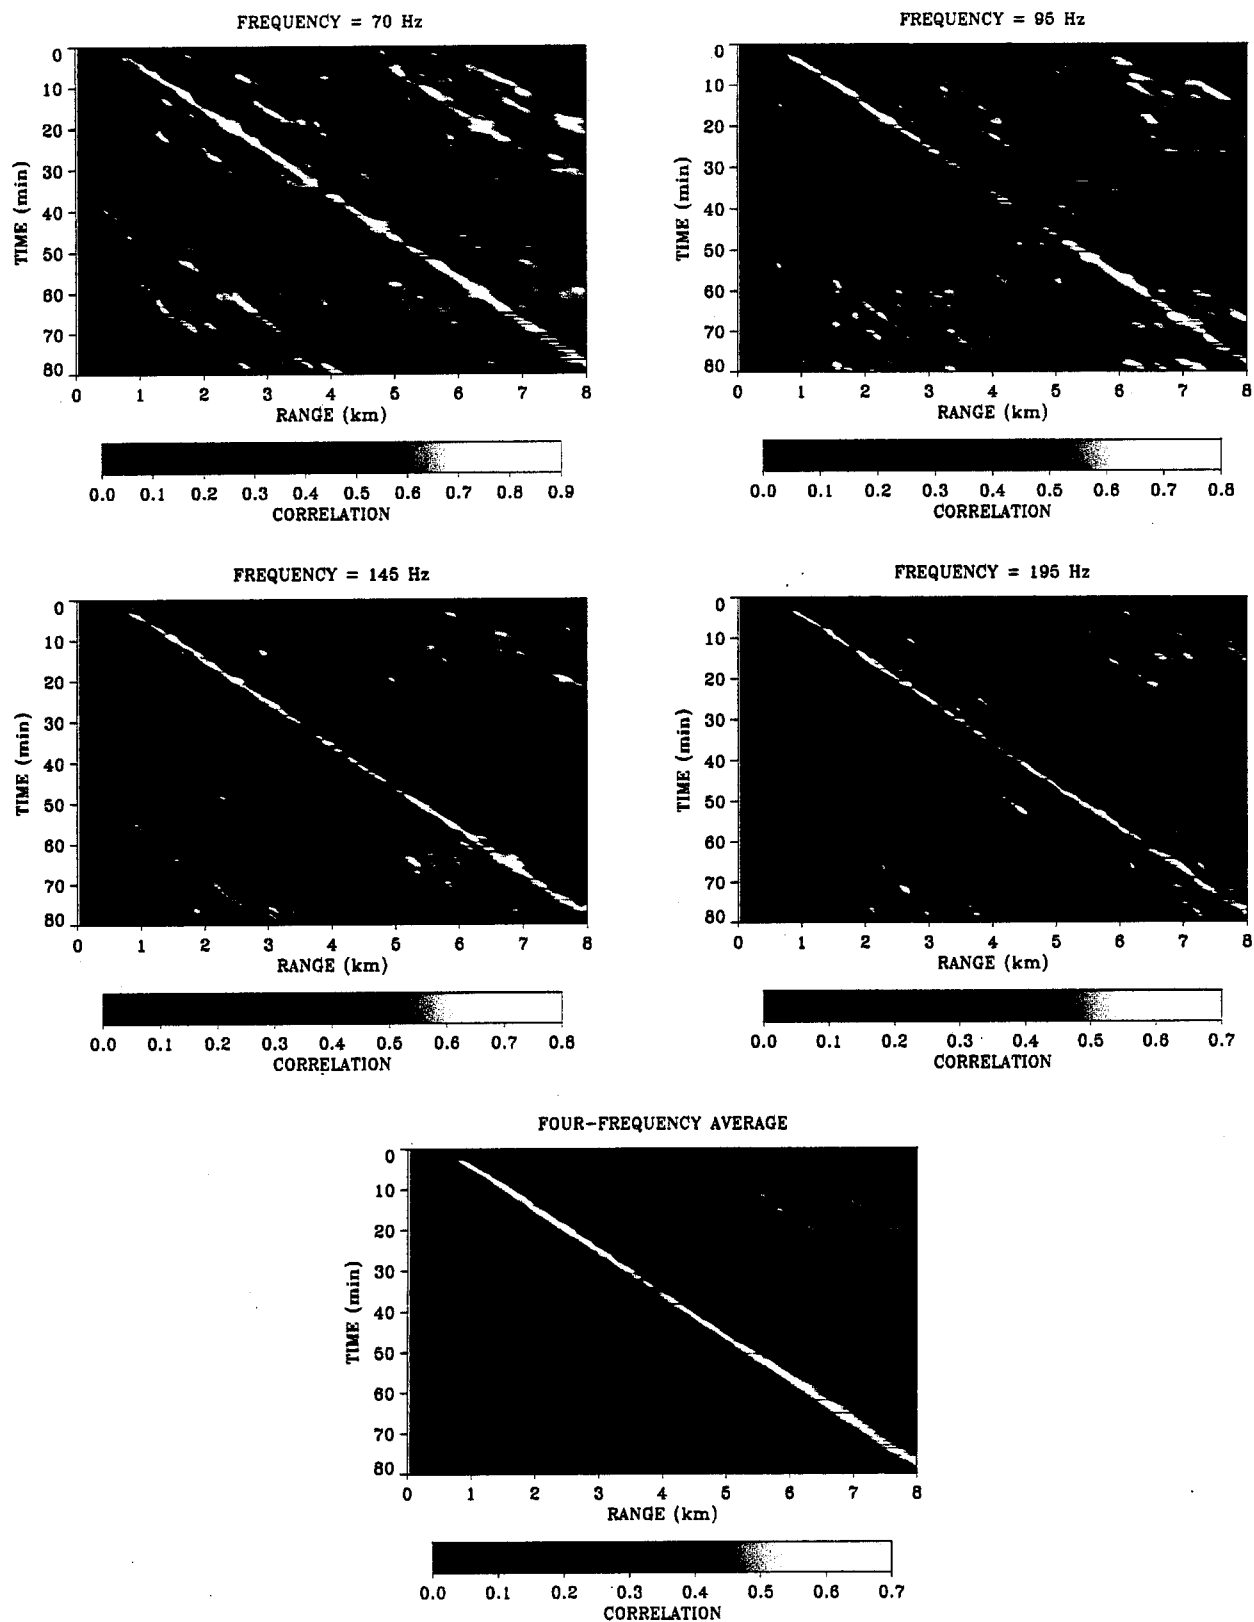 FREQUENCY = 70 Hz
TIME (min)
0
10
20
30
40
50
60
70
80
0 1 2 3 4 5 6 7 8
RANGE (km)
0.0 0.1 0.2 0.3 0.4 0.5 0.6 0.7 0.8 0.9
CORRELATION
FREQUENCY = 95 Hz
TIME (min)
0
10
20
30
40
50
60
70
80
0 1 2 3 4 5 6 7 8
RANGE (km)
0.0 0.1 0.2 0.3 0.4 0.5 0.6 0.7 0.8
CORRELATION
FREQUENCY = 145 Hz
TIME (min)
0
10
20
30
40
50
60
70
80
0 1 2 3 4 5 6 7 8
RANGE (km)
0.0 0.1 0.2 0.3 0.4 0.5 0.6 0.7 0.8
CORRELATION
FREQUENCY = 195 Hz
TIME (min)
0
10
20
30
40
50
60
70
80
0 1 2 3 4 5 6 7 8
RANGE (km)
0.0 0.1 0.2 0.3 0.4 0.5 0.6 0.7
CORRELATION
FOUR-FREQUENCY AVERAGE
TIME (min)
0
10
20
30
40
50
60
70
80
0 1 2 3 4 5 6 7 8
RANGE (km)
0.0 0.1 0.2 0.3 0.4 0.5 0.6 0.7
CORRELATION